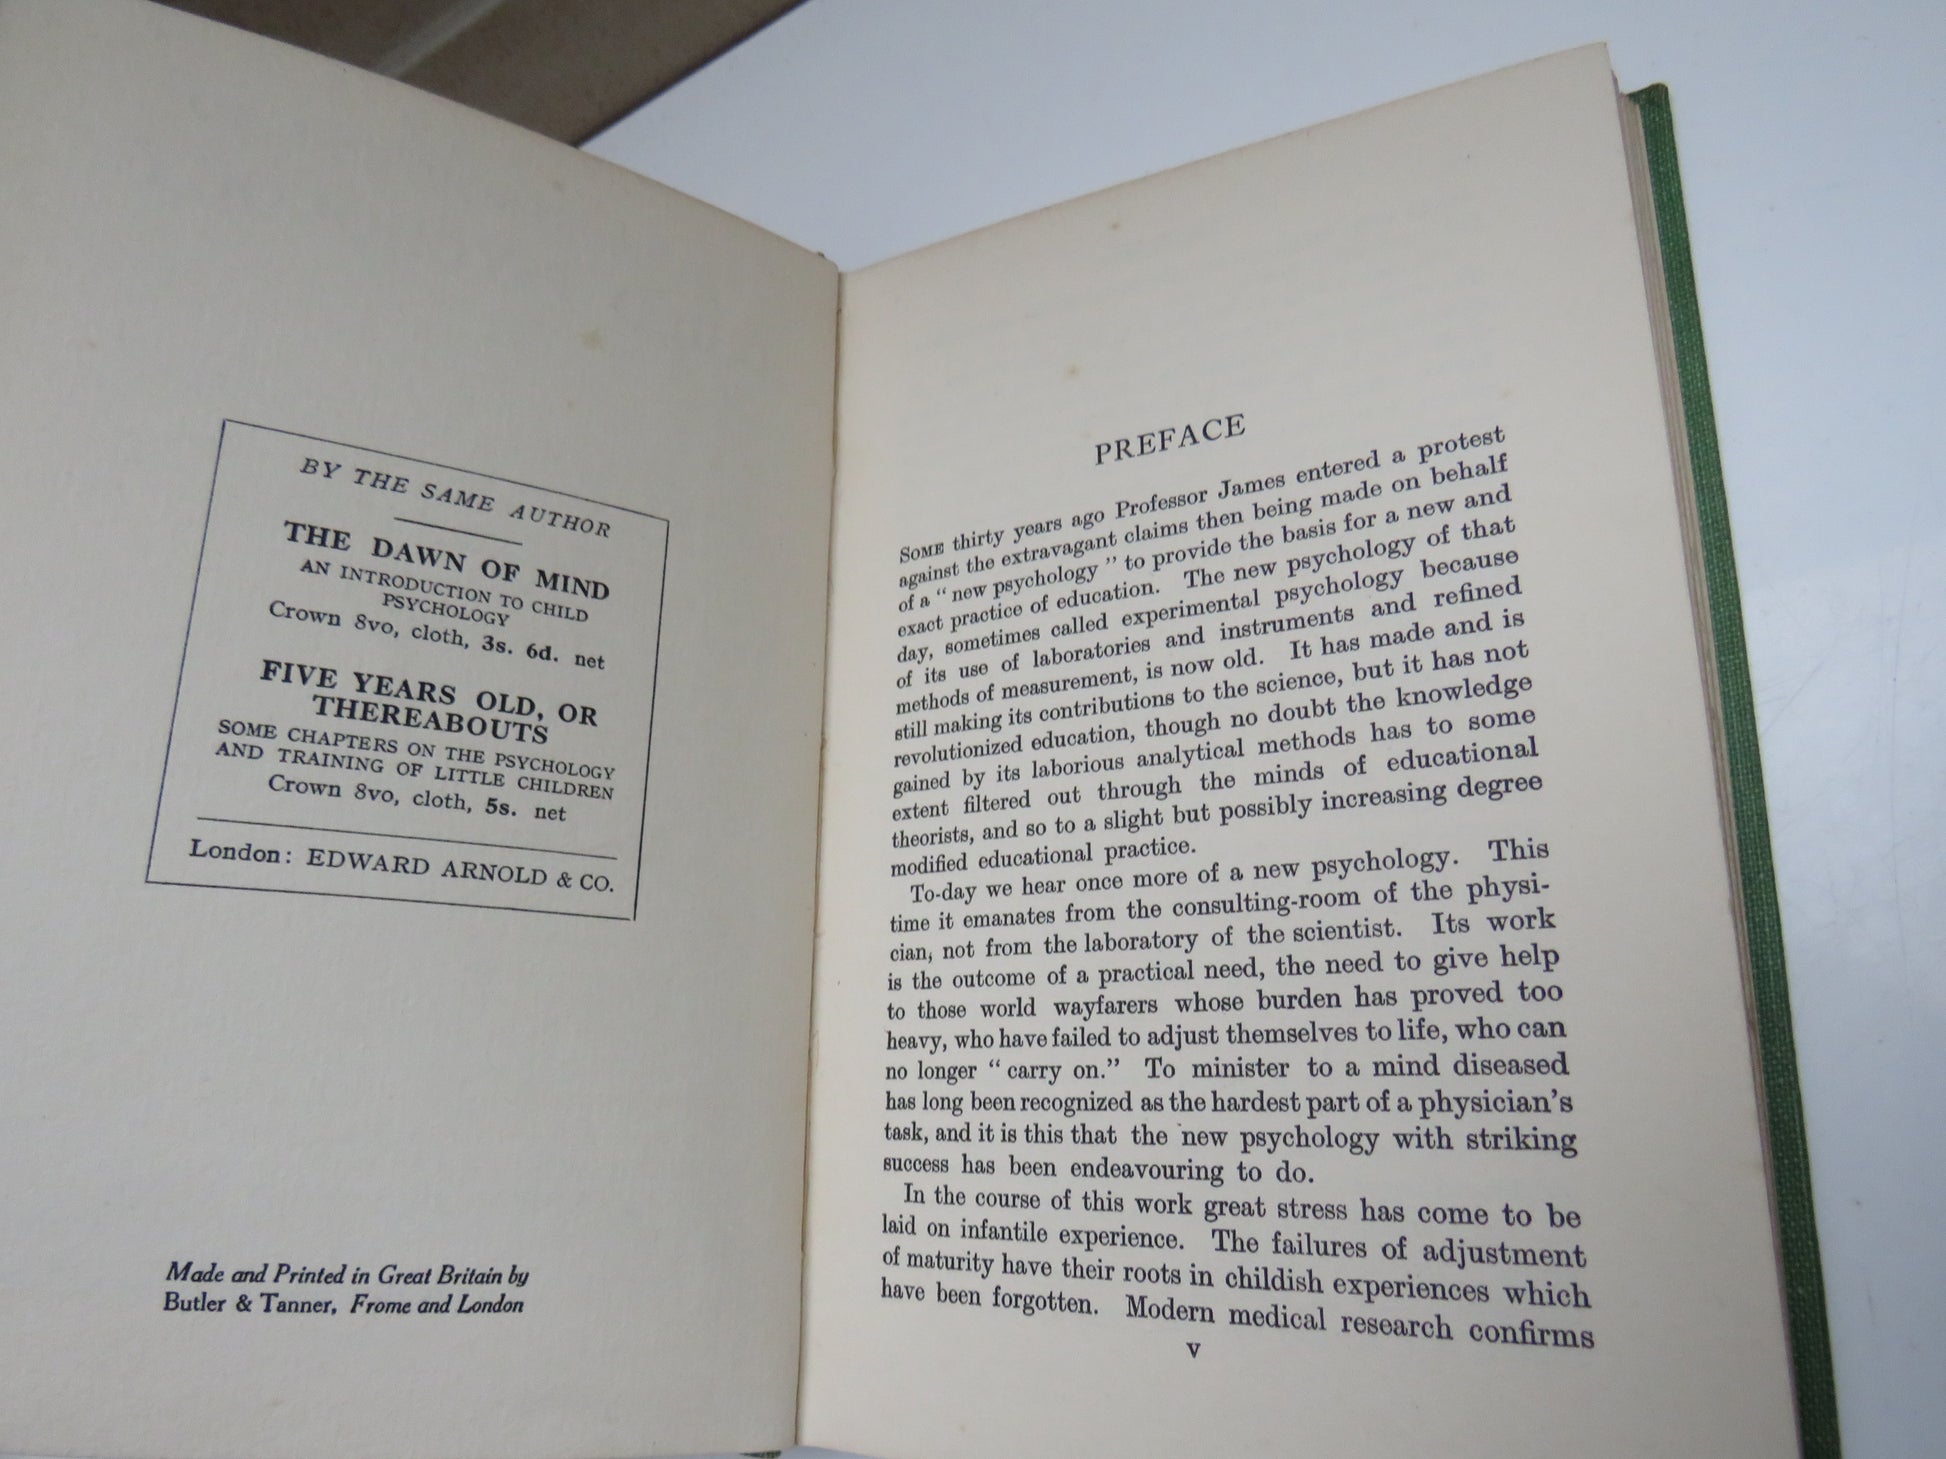 BY THE SAME AUTHOR
THE DAWN OF MIND
AN INTRODUCTION TO CHILD
PSYCHOLOGY
Crown 8vo, cloth, 3s. 6d. net
FIVE YEARS OLD, OR
THEREABOUTS
SOME CHAPTERS ON THE PSYCHOLOGY
AND TRAINING OF LITTLE CHILDREN
Crown 8vo, cloth, 5s. net
London: EDWARD ARNOLD & CO.
Made and Printed in Great Britain by
Butler & Tanner, Frome and London
PREFACE
SOME thirty years ago Professor James entered a protest
against the extravagant claims then being made on behalf
of a " new psychology " to provide the basis for a new and
exact practice of education. The new psychology of that
day, sometimes called experimental psychology because
of its use of laboratories and instruments and refined
methods of measurement, is now old. It has made and is
still making its contributions to the science, but it has not
revolutionized education, though no doubt the knowledge
gained by its laborious analytical methods has to some
extent filtered out through the minds of educational
theorists, and so to a slight but possibly increasing degree
modified educational practice.
To-day we hear once more of a new psychology. This
time it emanates from the consulting-room of the physi-
cian, not from the laboratory of the scientist. Its work
is the outcome of a practical need, the need to give help
to those world wayfarers whose burden has proved too
heavy, who have failed to adjust themselves to life, who can
no longer " carry on." To minister to a mind diseased
has long been recognized as the hardest part of a physician's
task, and it is this that the new psychology with striking
success has been endeavouring to do.
In the course of this work great stress has come to be
laid on infantile experience. The failures of adjustment
of maturity have their roots in childish experiences which
have been forgotten. Modern medical research confirms
v